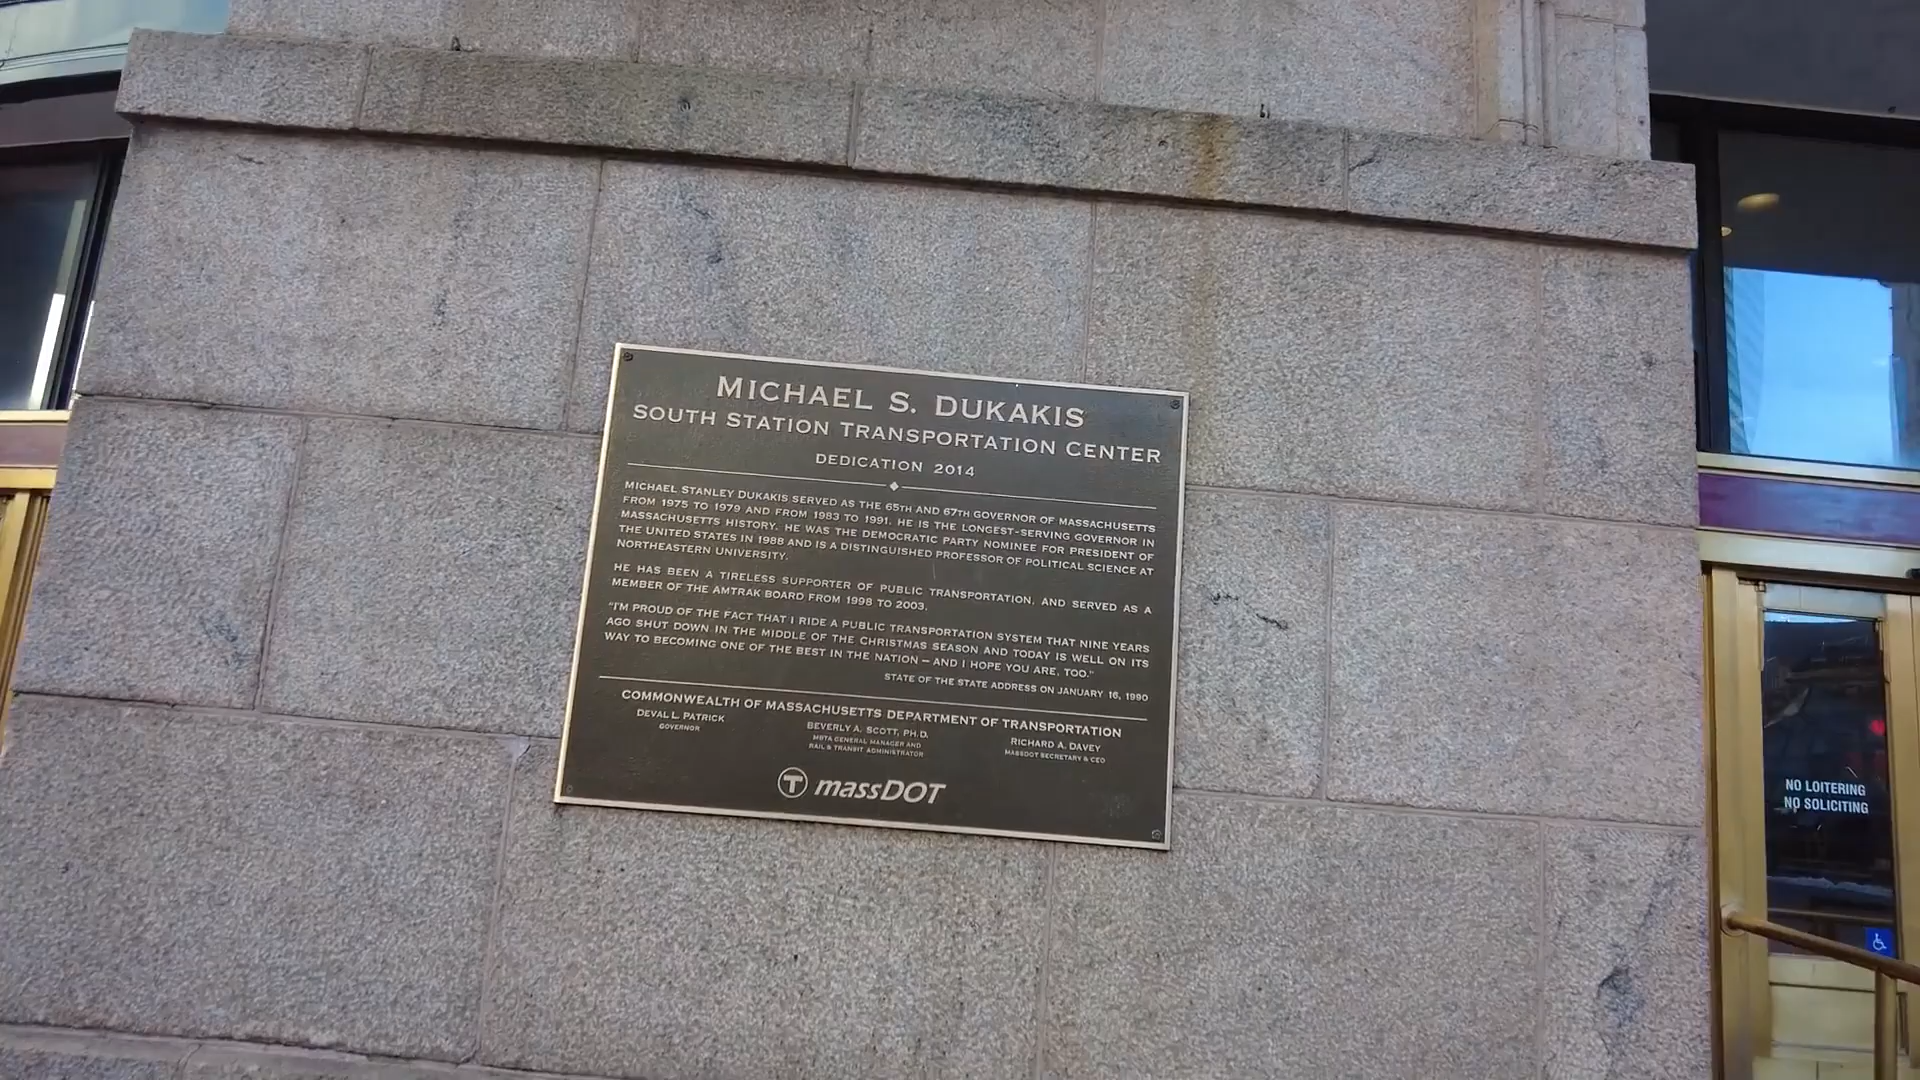 MICHAEL S. DUKAKIS
SOUTH STATION TRANSPORTATION CENTER
DEDICATION 2014
MICHAEL STANLEY DUKAKIS SERVED AS THE 65TH AND 67TH GOVERNOR OF MASSACHUSETTS
FROM 1975 TO 1979 AND FROM 1983 TO 1991. HE IS THE LONGEST-SERVING GOVERNOR IN
MASSACHUSETTS HISTORY. HE WAS THE DEMOCRATIC PARTY NOMINEE FOR PRESIDENT OF
THE UNITED STATES IN 1988 AND IS A DISTINGUISHED PROFESSOR OF POLITICAL SCIENCE AT
NORTHEASTERN UNIVERSITY.
HE HAS BEEN A TIRELESS SUPPORTER OF PUBLIC TRANSPORTATION, AND SERVED AS A
MEMBER OF THE AMTRAK BOARD FROM 1998 TO 2003.
"I'M PROUD OF THE FACT THAT I RIDE A PUBLIC TRANSPORTATION SYSTEM THAT NINE YEARS
AGO SHUT DOWN IN THE MIDDLE OF THE CHRISTMAS SEASON AND TODAY IS WELL ON ITS
WAY TO BECOMING ONE OF THE BEST IN THE NATION – AND I HOPE YOU ARE, TOO."
STATE OF THE STATE ADDRESS ON JANUARY 16, 1990
COMMONWEALTH OF MASSACHUSETTS DEPARTMENT OF TRANSPORTATION
DEVAL L. PATRICK
GOVERNOR
BEVERLY A. SCOTT, PH.D.
MBTA GENERAL MANAGER AND
RAIL & TRANSIT ADMINISTRATOR
RICHARD A. DAVEY
MASSDOT SECRETARY & CEO
T massDOT
NO LOITERING
NO SOLICITING